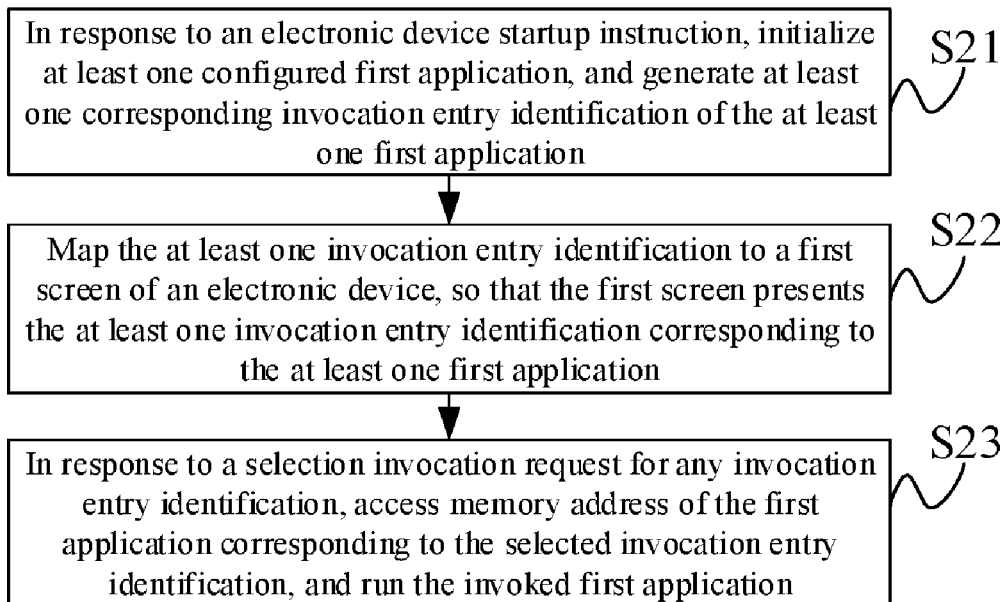 In response to an electronic device startup instruction, initialize
at least one configured first application, and generate at least
one corresponding invocation entry identification of the at least
one first application
S21
Map the at least one invocation entry identification to a first
screen of an electronic device, so that the first screen presents
the at least one invocation entry identification corresponding to
the at least one first application
S22
In response to a selection invocation request for any invocation
entry identification, access memory address of the first
application corresponding to the selected invocation entry
identification, and run the invoked first application
S23